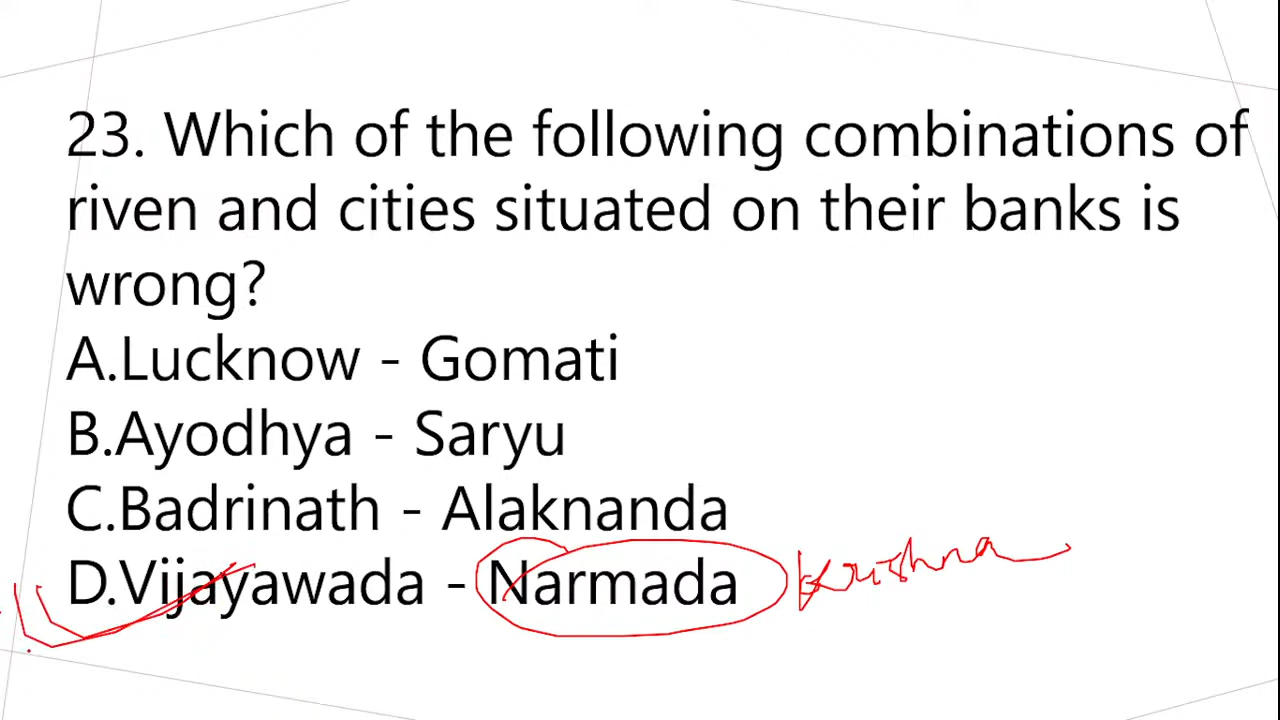 23. Which of the following combinations of
riven and cities situated on their banks is
wrong?
A.Lucknow - Gomati
B.Ayodhya - Saryu
C.Badrinath - Alaknanda
D.Vijayawada - Narmada Krishna